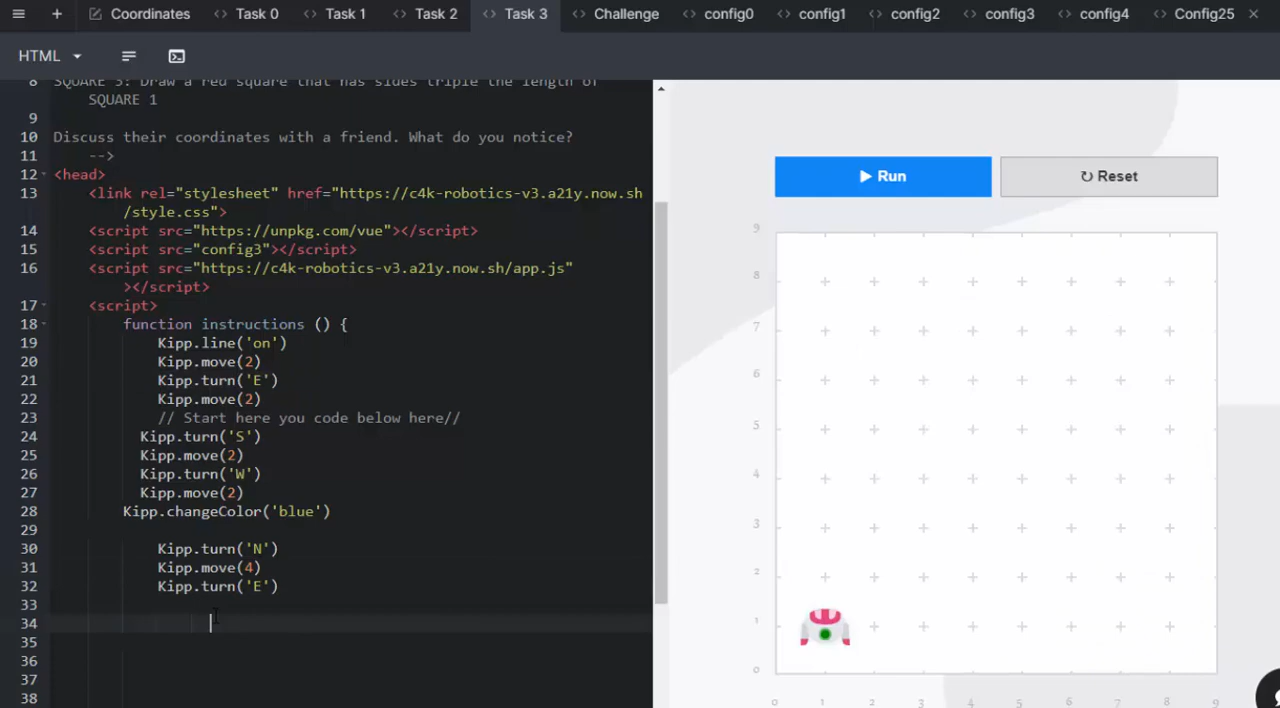 Coordinates Task 0 Task 1 Task 2 Task 3 Challenge config0 config1 config2 config3 config4 Config25
HTML
8 SQUARE 3: Draw a red square that has sides triple the length of
SQUARE 1
9
10 Discuss their coordinates with a friend. What do you notice?
11 -->
12 <head>
13 <link rel="stylesheet" href="https://c4k-robotics-v3.a21y.now.sh
/style.css">
14 <script src="https://unpkg.com/vue"></script>
15 <script src="config3"></script>
16 <script src="https://c4k-robotics-v3.a21y.now.sh/app.js"
></script>
17 <script>
18 function instructions () {
19 Kipp.line('on')
20 Kipp.move(2)
21 Kipp.turn('E')
22 Kipp.move(2)
23 // Start here you code below here//
24 Kipp.turn('S')
25 Kipp.move(2)
26 Kipp.turn('W')
27 Kipp.move(2)
28 Kipp.changeColor('blue')
29
30 Kipp.turn('N')
31 Kipp.move(4)
32 Kipp.turn('E')
33
34
35
36
37
38
Run Reset
9
8
7
6
5
4
3
2
1
0
0 1 2 3 4 5 6 7 8 9